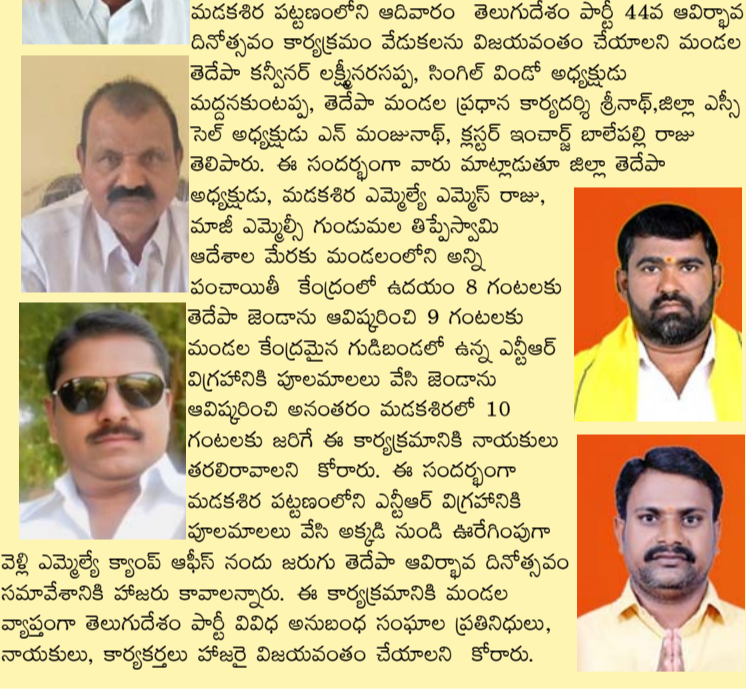 మడకశిర పట్టణంలోని ఆదివారం తెలుగుదేశం పార్టీ 44వ ఆవిర్భావ
దినోత్సవం కార్యక్రమం వేడుకలను విజయవంతం చేయాలని మండల
తెదేపా కన్వీనర్ లక్ష్మీనరసప్ప, సింగిల్ విండో అధ్యక్షుడు
మద్దనకుంటప్ప, తెదేపా మండల ప్రధాన కార్యదర్శి శ్రీనాథ్,జిల్లా ఎస్సీ
సెల్ అధ్యక్షుడు ఎన్ మంజునాథ్, క్లస్టర్ ఇంచార్జ్ బాలేపల్లి రాజు
తెలిపారు. ఈ సందర్భంగా వారు మాట్లాడుతూ జిల్లా తెదేపా
అధ్యక్షుడు, మడకశిర ఎమ్మెల్యే ఎమ్మెస్ రాజు,
మాజీ ఎమ్మెల్సీ గుండుమల తిప్పేస్వామి
ఆదేశాల మేరకు మండలంలోని అన్ని
పంచాయితీ కేంద్రంలో ఉదయం 8 గంటలకు
తెదేపా జెండాను ఆవిష్కరించి 9 గంటలకు
మండల కేంద్రమైన గుడిబండలో ఉన్న ఎన్టీఆర్
విగ్రహానికి పూలమాలలు వేసి జెండాను
ఆవిష్కరించి అనంతరం మడకశిరలో 10
గంటలకు జరిగే ఈ కార్యక్రమానికి నాయకులు
తరలిరావాలని కోరారు. ఈ సందర్భంగా
మడకశిర పట్టణంలోని ఎన్టీఆర్ విగ్రహానికి
పూలమాలలు వేసి అక్కడి నుండి ఊరేగింపుగా
వెళ్లి ఎమ్మెల్యే క్యాంప్ ఆఫీస్ నందు జరుగు తెదేపా ఆవిర్భావ దినోత్సవం
సమావేశానికి హాజరు కావాలన్నారు. ఈ కార్యక్రమానికి మండల
వ్యాప్తంగా తెలుగుదేశం పార్టీ వివిధ అనుబంధ సంఘాల ప్రతినిధులు,
నాయకులు, కార్యకర్తలు హాజరై విజయవంతం చేయాలని కోరారు.